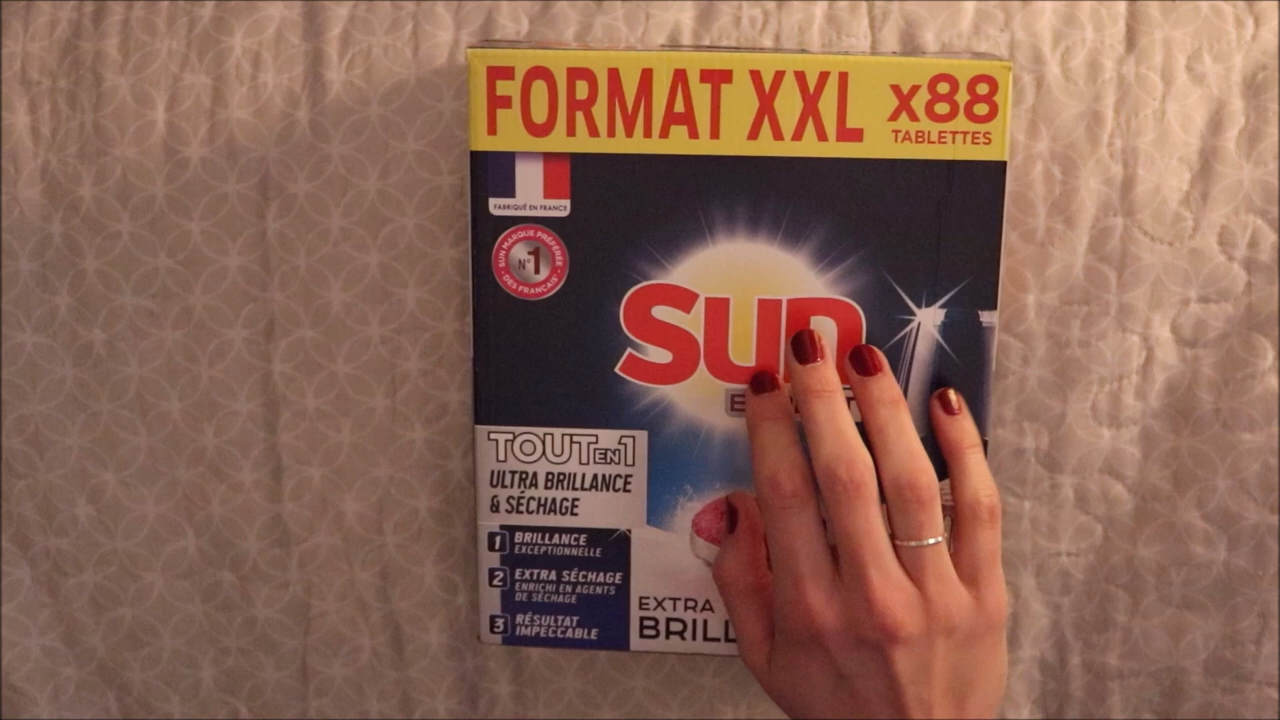 FORMAT XXL x88
TABLETTES
FABRIQUÉ EN FRANCE
SUN MARQUE PRÉFÉRÉE
N°1
DES FRANÇAIS*
Sun
TOUT EN 1
ULTRA BRILLANCE
& SÉCHAGE
1 BRILLANCE
EXCEPTIONNELLE
2 EXTRA SÉCHAGE
ENRICHI EN AGENTS
DE SÉCHAGE
3 RÉSULTAT
IMPECCABLE
EXTRA
BRILL